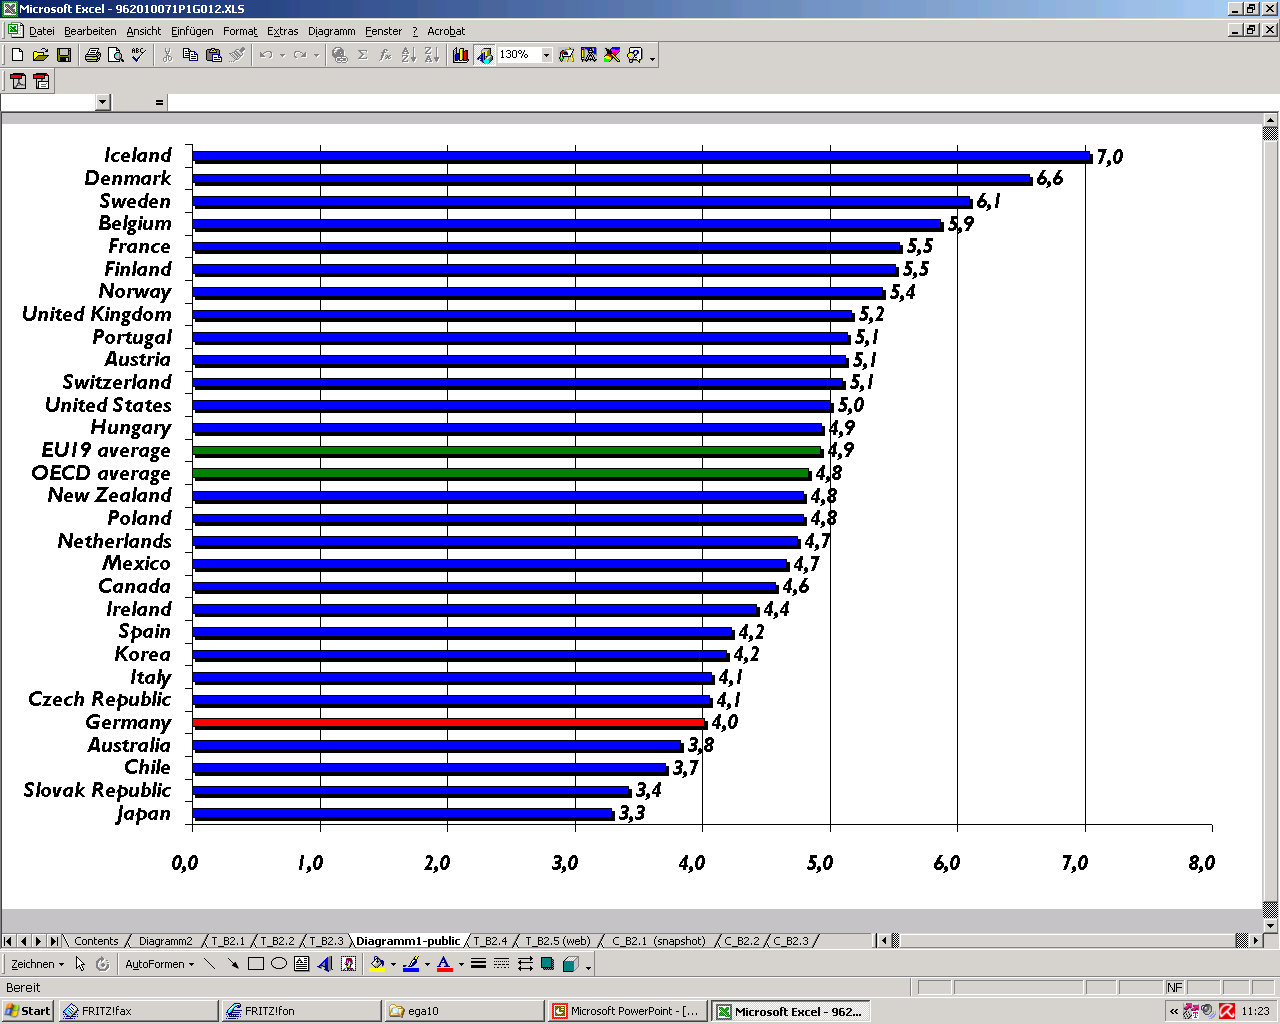 Microsoft Excel - 962010071P1G012.XLS
Datei Bearbeiten Ansicht Einfügen Format Extras Diagramm Fenster ? Acrobat
130%
=
Iceland 7,0
Denmark 6,6
Sweden 6,1
Belgium 5,9
France 5,5
Finland 5,5
Norway 5,4
United Kingdom 5,2
Portugal 5,1
Austria 5,1
Switzerland 5,1
United States 5,0
Hungary 4,9
EU19 average 4,9
OECD average 4,8
New Zealand 4,8
Poland 4,8
Netherlands 4,7
Mexico 4,7
Canada 4,6
Ireland 4,4
Spain 4,2
Korea 4,2
Italy 4,1
Czech Republic 4,1
Germany 4,0
Australia 3,8
Chile 3,7
Slovak Republic 3,4
Japan 3,3
0,0 1,0 2,0 3,0 4,0 5,0 6,0 7,0 8,0
Contents Diagramm2 T_B2.1 T_B2.2 T_B2.3 Diagramm1-public T_B2.4 T_B2.5 (web) C_B2.1 (snapshot) C_B2.2 C_B2.3
Zeichnen AutoFormen
Bereit NF
Start FRITZ!fax FRITZ!fon ega10 Microsoft PowerPoint - [... Microsoft Excel - 962... « 11:23